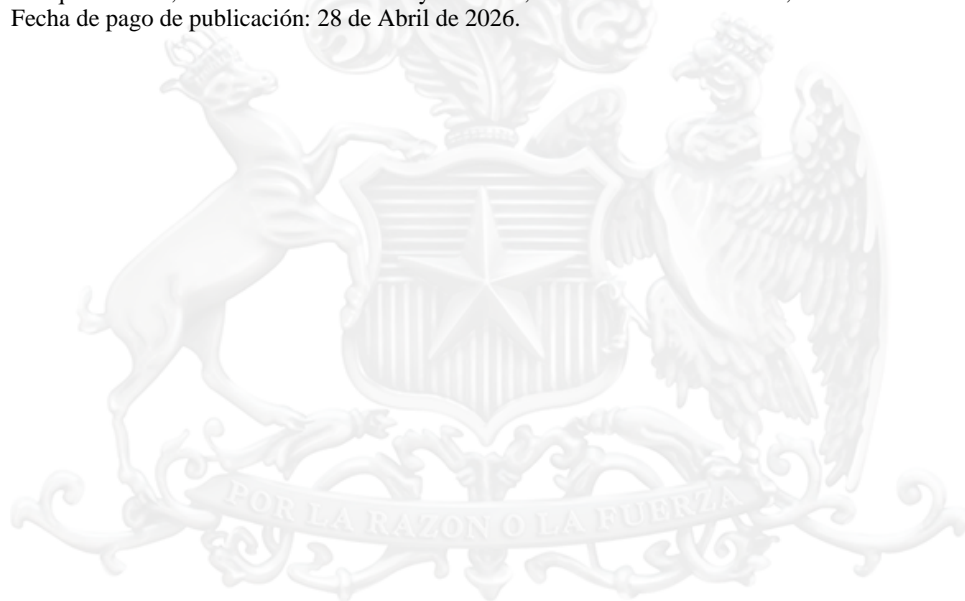 Fecha de pago de publicación: 28 de Abril de 2026.
POR LA RAZON O LA FUERZA